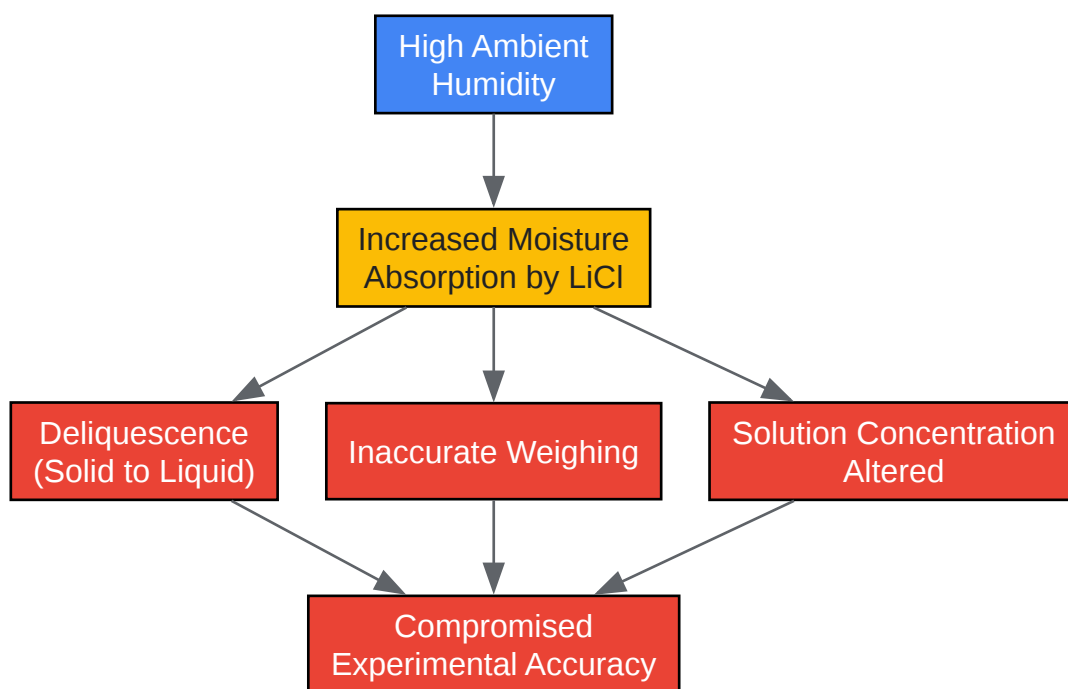 High Ambient
Humidity
Increased Moisture
Absorption by LiCl
Deliquescence
(Solid to Liquid)
Inaccurate Weighing
Solution Concentration
Altered
Compromised
Experimental Accuracy